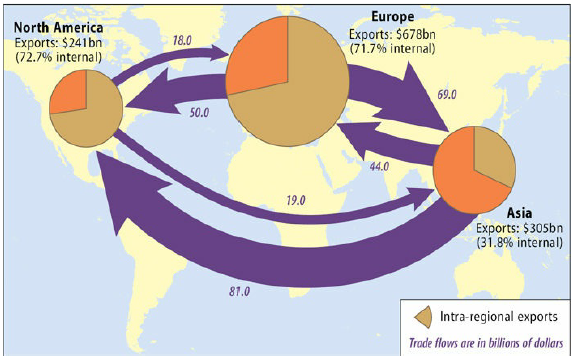 North America
Exports: $241bn
(72.7% internal)
18.0
Europe
Exports: $678bn
(71.7% internal)
50.0
69.0
44.0
19.0
Asia
Exports: $305bn
(31.8% internal)
81.0
Intra-regional exports
Trade flows are in billions of dollars